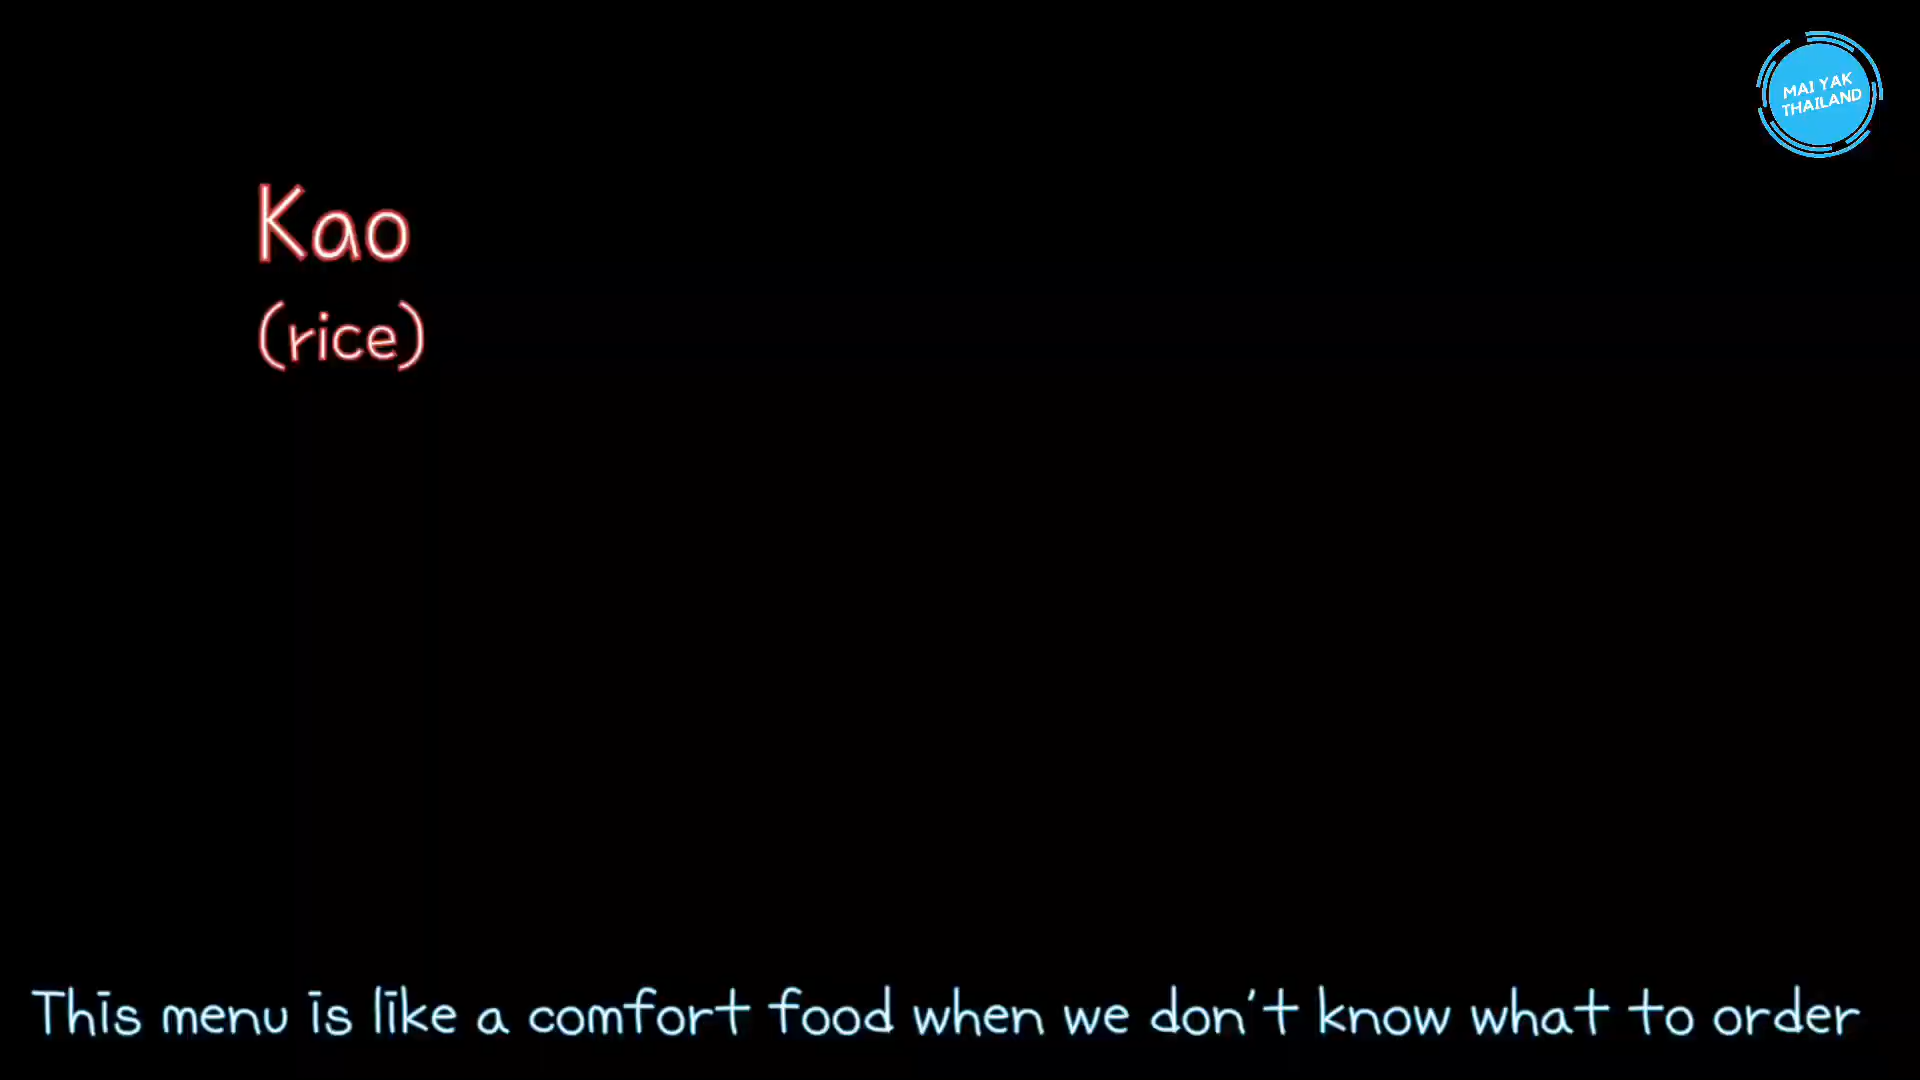 MAI YAK
THAILAND
Kao
(rice)
This menu is like a comfort food when we don't know what to order